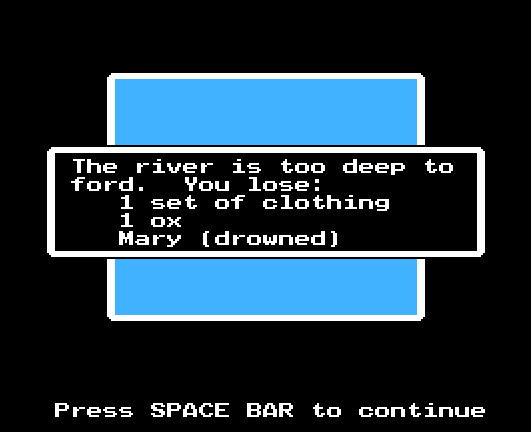 The river is too deep to
ford.  You lose:
1 set of clothing
1 ox
Mary (drowned)
Press SPACE BAR to continue